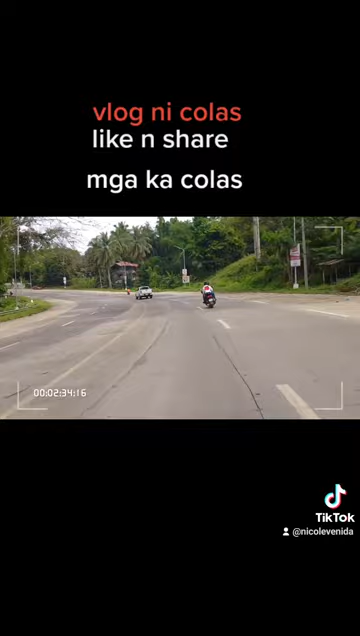 vlog ni colas
like n share
mga ka colas
00:02:34:16
TikTok
@nicolevenida